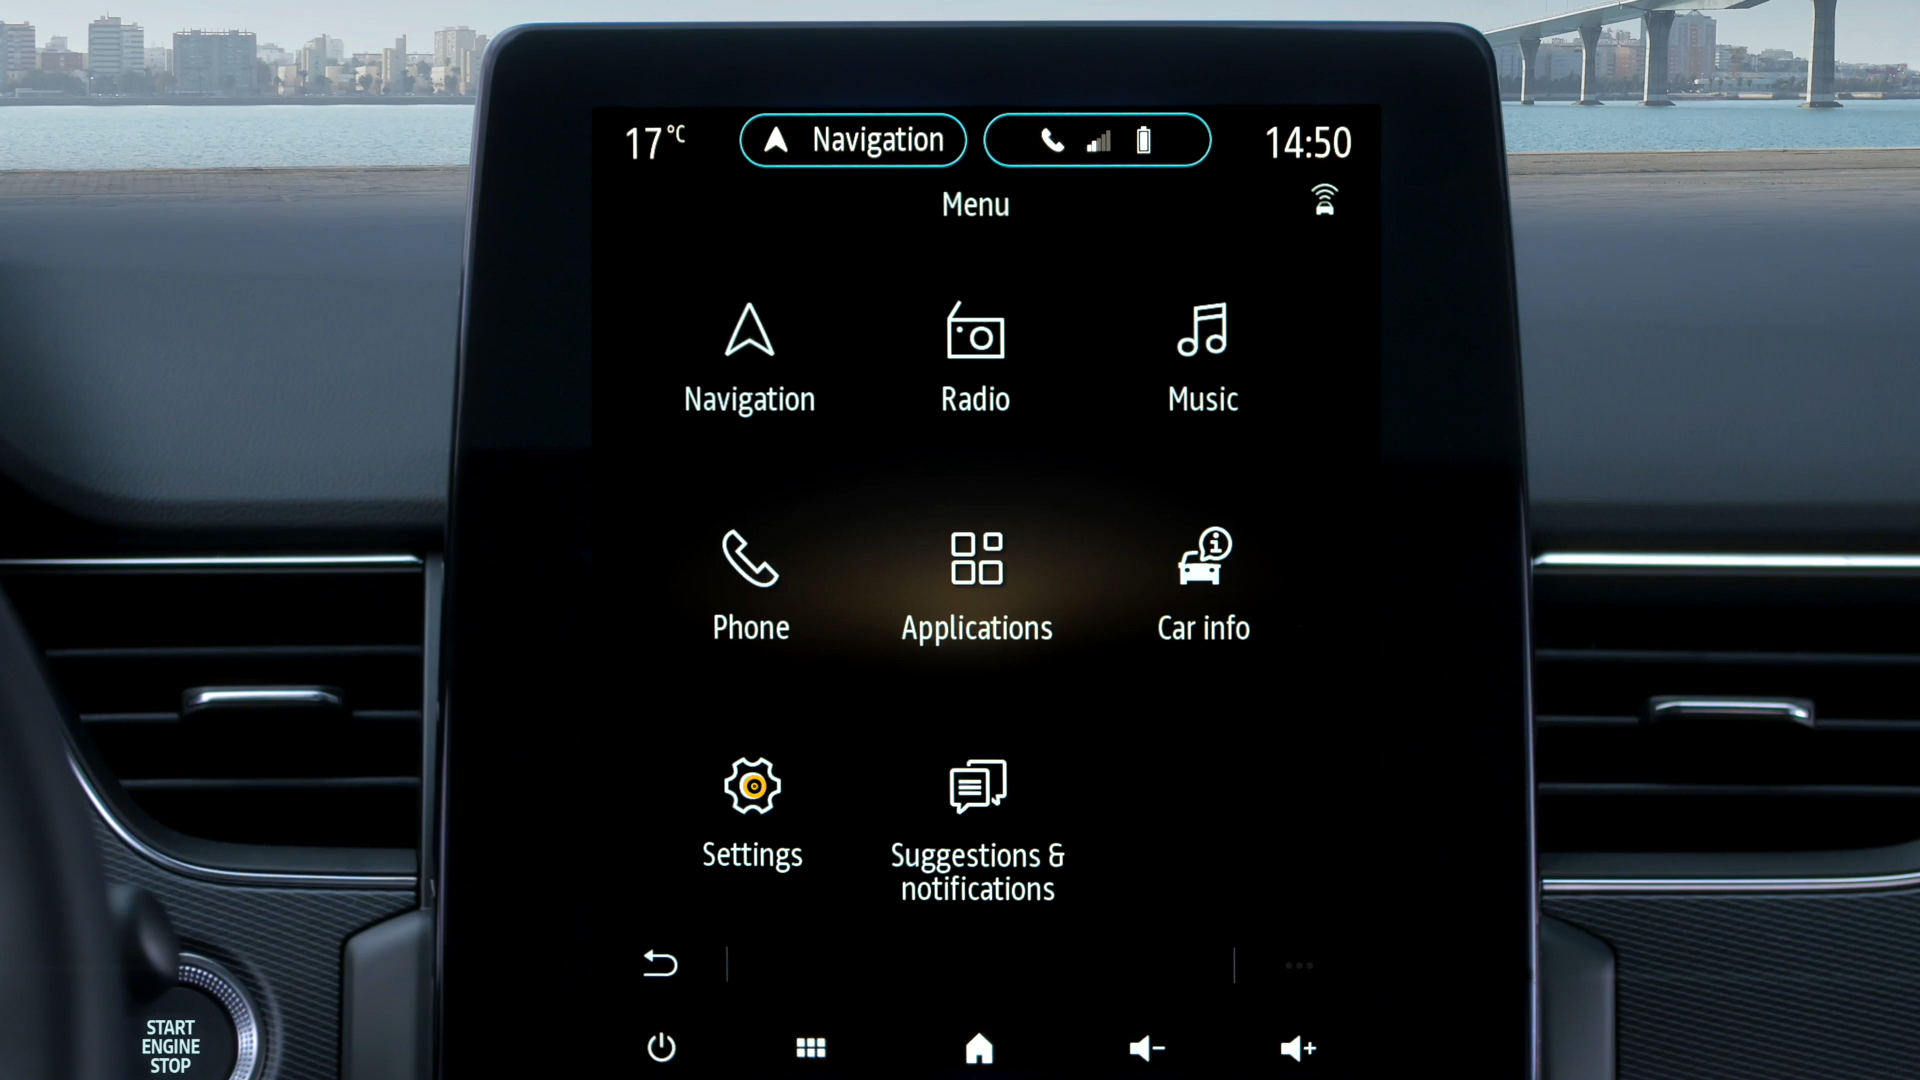 17°C
Navigation
14:50
Menu
Navigation
Radio
Music
Phone
Applications
Car info
Settings
Suggestions &
notifications
START
ENGINE
STOP